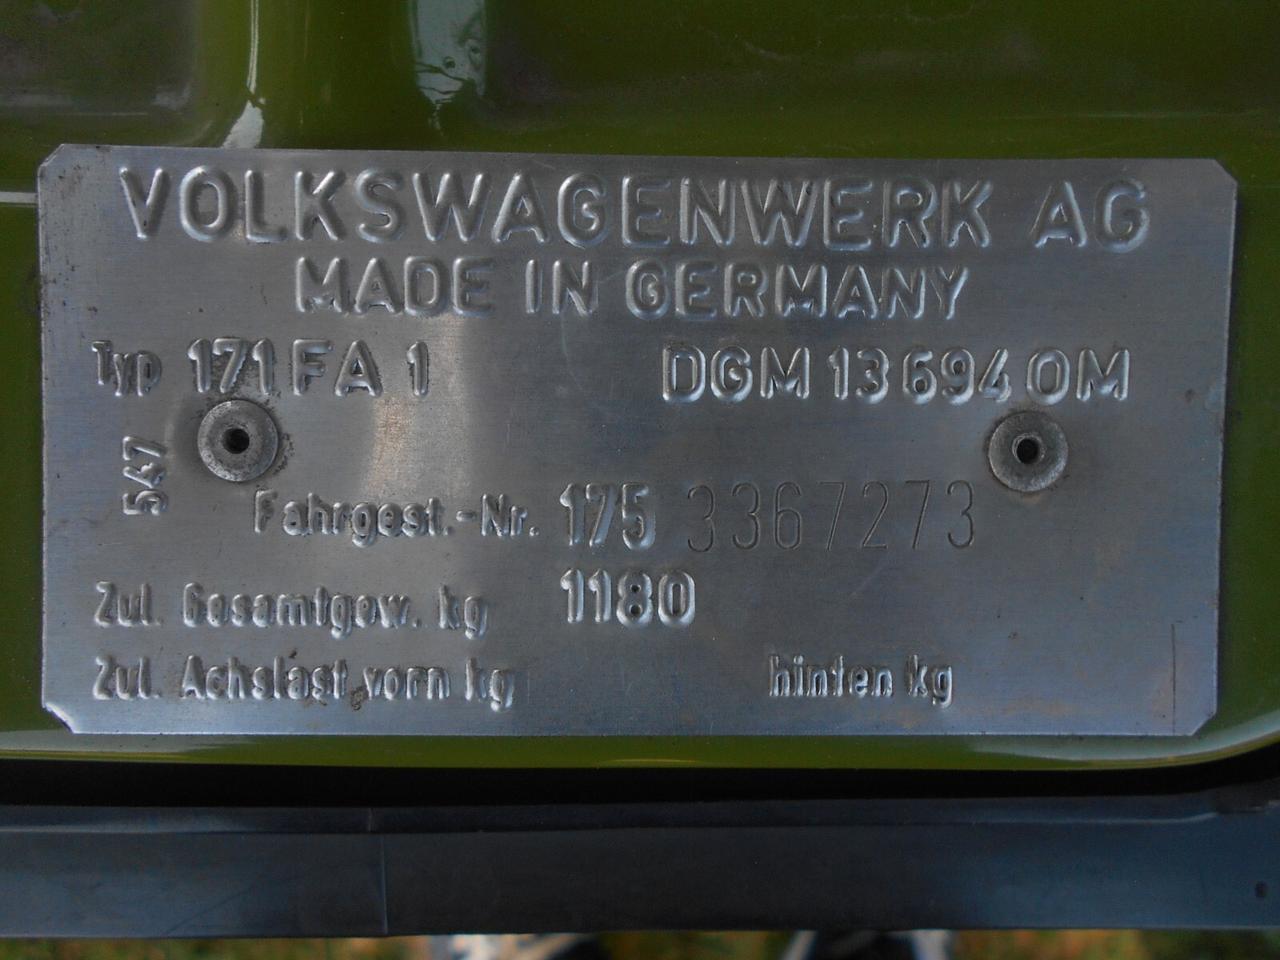 VOLKSWAGENWERK AG
MADE IN GERMANY
Typ 171 FA 1 DGM 13 694 OM
547
Fahrgest.-Nr. 175 3367273
Zul. Gesamtgew. kg 1180
Zul. Achslast vorn kg hinten kg